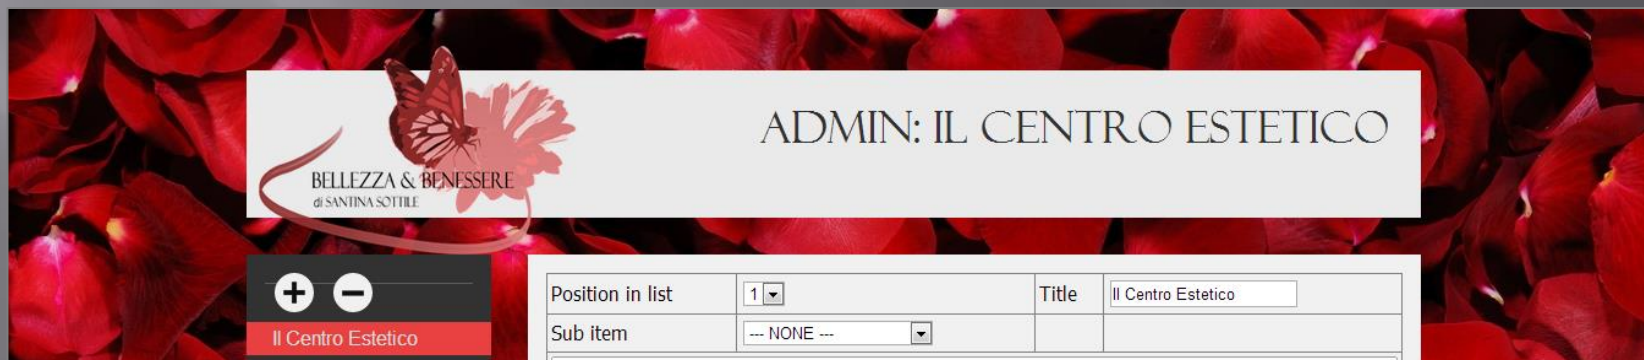 ADMIN: IL CENTRO ESTETICO
BELLEZZA & BENESSERE
di SANTINA SOTTILE
Position in list 1 Title Il Centro Estetico
Il Centro Estetico
Sub item --- NONE ---